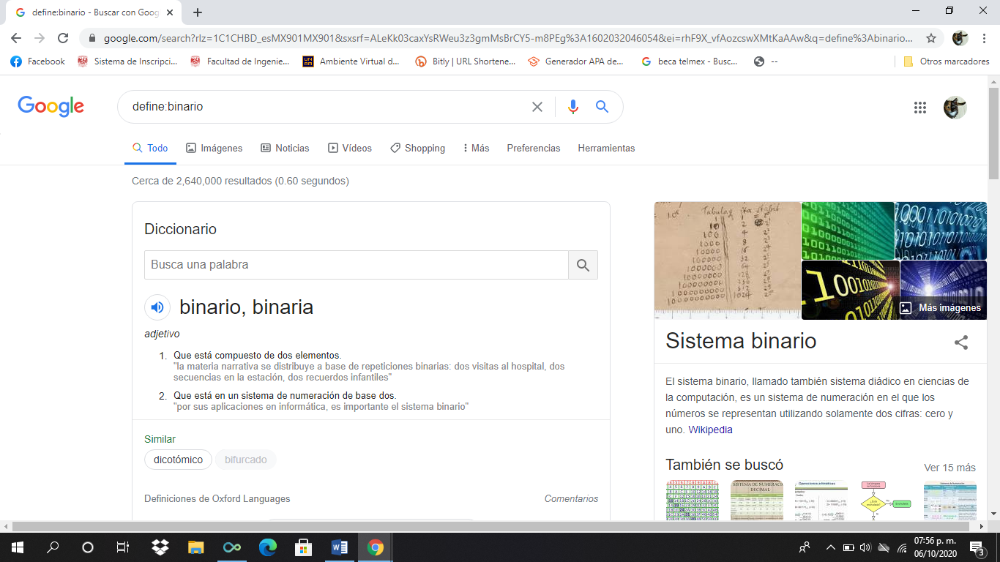 define:binario - Buscar con Goog
google.com/search?rlz=1C1CHBD_esMX901MX901&sxsrf=ALeKk03caxYsRWeu3z3gmMsBrCY5-m8PEg%3A1602032046054&ei=rhF9X_vfAozcswXMtKaAAw&q=define%3Abinario...
Facebook
Sistema de Inscripci...
Facultad de Ingenie...
Ambiente Virtual d...
Bitly | URL Shortene...
Generador APA de...
beca telmex - Busc...
--
Otros marcadores
Google
define:binario
Todo
Imágenes
Noticias
Vídeos
Shopping
Más
Preferencias
Herramientas
Cerca de 2,640,000 resultados (0.60 segundos)
Diccionario
Busca una palabra
binario, binaria
adjetivo
1. Que está compuesto de dos elementos.
"la materia narrativa se distribuye a base de repeticiones binarias: dos visitas al hospital, dos
secuencias en la estación, dos recuerdos infantiles"
2. Que está en un sistema de numeración de base dos.
"por sus aplicaciones en informática, es importante el sistema binario"
Similar
dicotómico
bifurcado
Definiciones de Oxford Languages
Comentarios
Más imágenes
Sistema binario
El sistema binario, llamado también sistema diádico en ciencias de
la computación, es un sistema de numeración en el que los
números se representan utilizando solamente dos cifras: cero y
uno. Wikipedia
También se buscó
Ver 15 más
SISTEMA DE NUMERAC
DECIMAL
Operaciones aritméticas
07:56 p. m.
06/10/2020
3